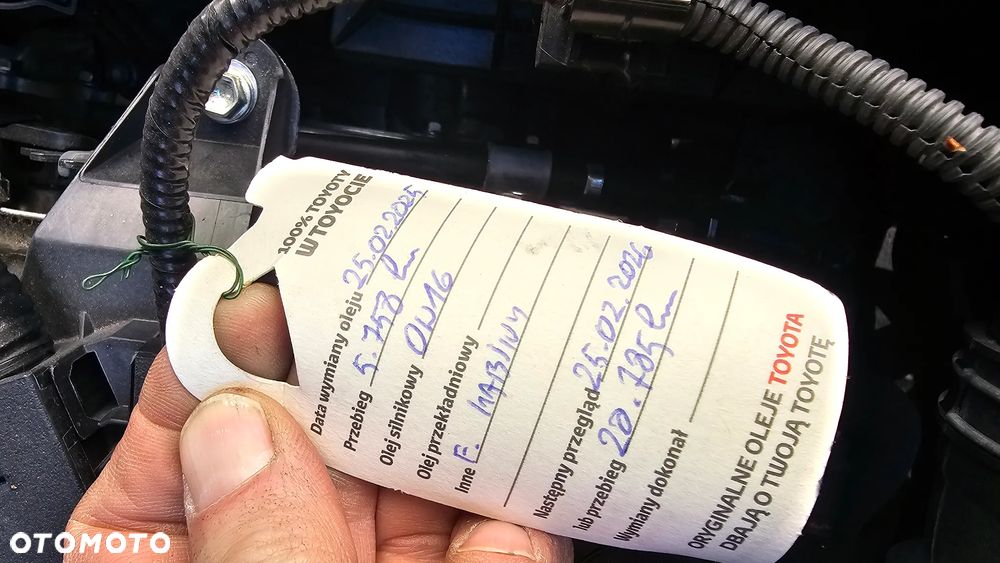 100% TOYOTY
W TOYOCIE
Data wymiany oleju 25.02.2025
Przebieg 5.758 km
Olej silnikowy 0W16
Olej przekładniowy
Inne F. KABINOWY
Następny przegląd 25.02.2026
lub przebieg 20.785 km
Wymiany dokonał
ORYGINALNE OLEJE TOYOTA
DBAJĄ O TWOJĄ TOYOTĘ
OTOMOTO